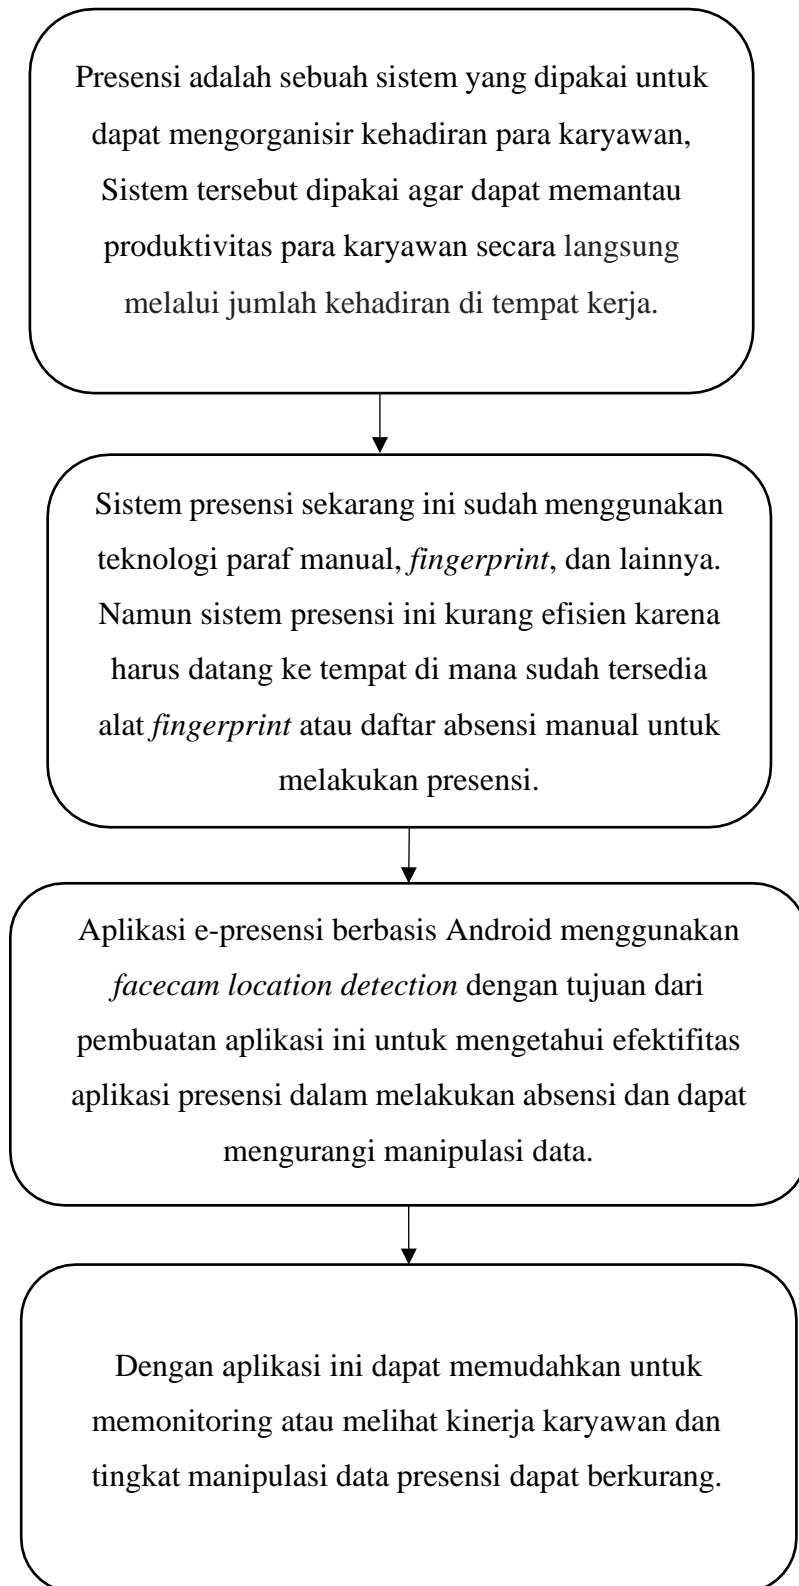 Presensi adalah sebuah sistem yang dipakai untuk
dapat mengorganisir kehadiran para karyawan,
Sistem tersebut dipakai agar dapat memantau
produktivitas para karyawan secara langsung
melalui jumlah kehadiran di tempat kerja.
Sistem presensi sekarang ini sudah menggunakan
teknologi paraf manual, fingerprint, dan lainnya.
Namun sistem presensi ini kurang efisien karena
harus datang ke tempat di mana sudah tersedia
alat fingerprint atau daftar absensi manual untuk
melakukan presensi.
Aplikasi e-presensi berbasis Android menggunakan
facecam location detection dengan tujuan dari
pembuatan aplikasi ini untuk mengetahui efektifitas
aplikasi presensi dalam melakukan absensi dan dapat
mengurangi manipulasi data.
Dengan aplikasi ini dapat memudahkan untuk
memonitoring atau melihat kinerja karyawan dan
tingkat manipulasi data presensi dapat berkurang.